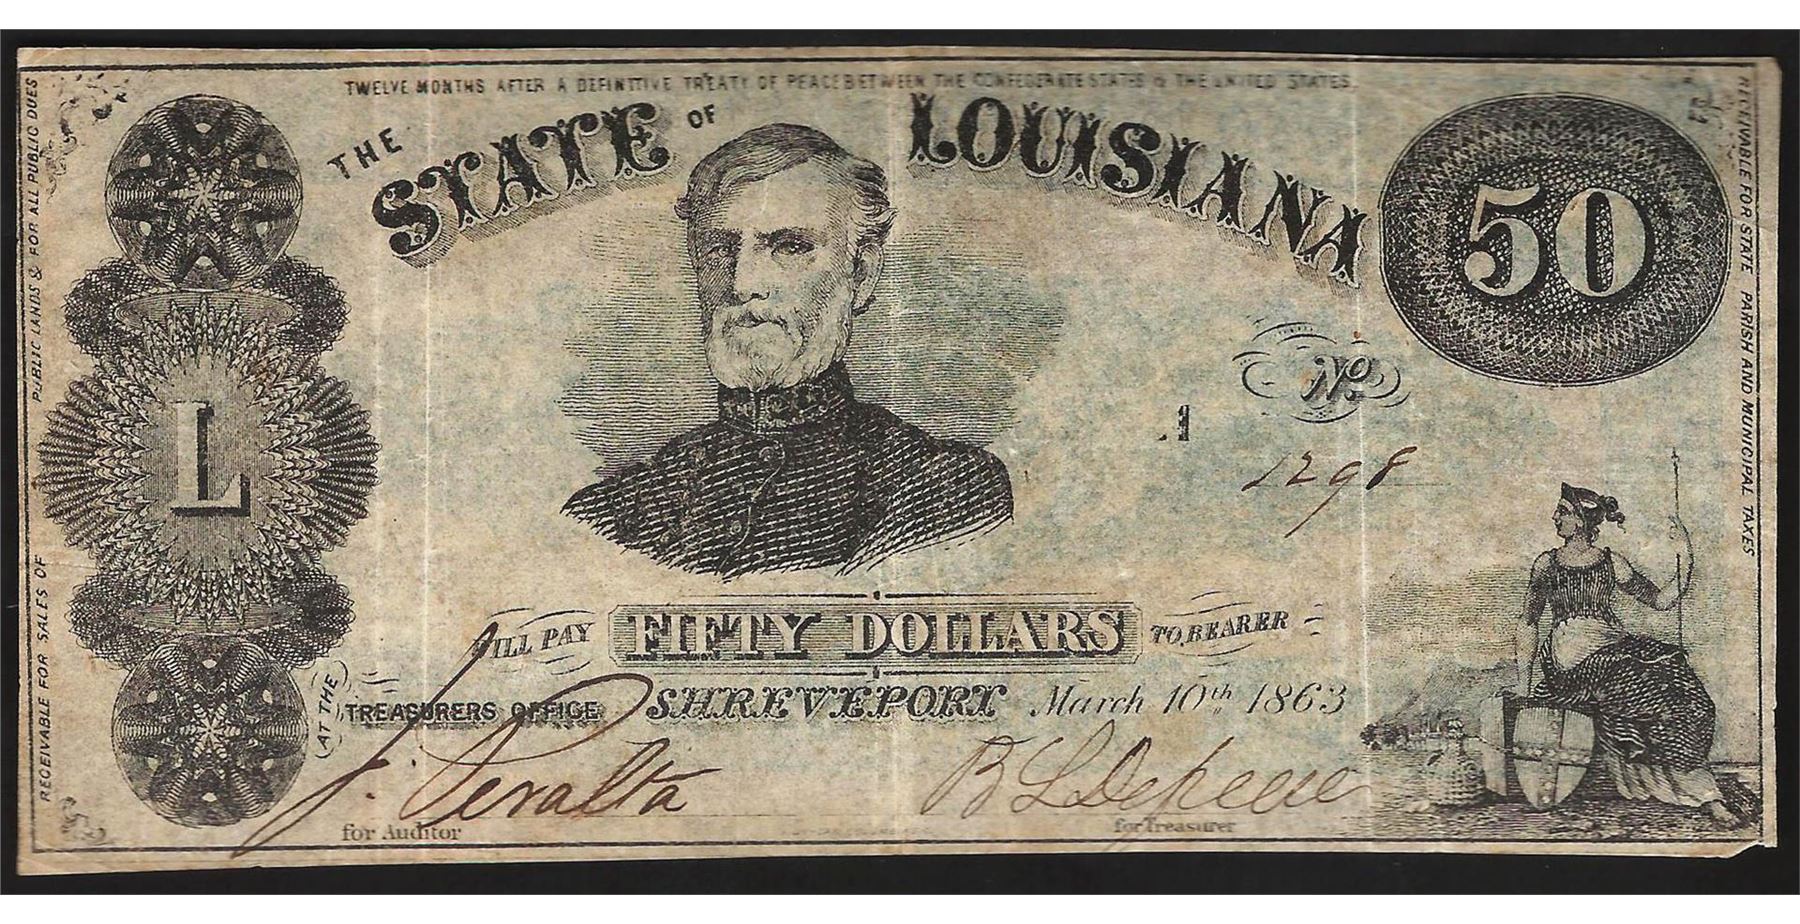 TWELVE MONTHS AFTER A DEFINITIVE TREATY OF PEACE BETWEEN THE CONFEDERATE STATES & THE UNITED STATES.
THE STATE OF LOUISIANA
50
L
No.
A
1298
WILL PAY FIFTY DOLLARS TO BEARER
(AT THE) TREASURERS OFFICE SHREVEPORT March 10th 1863
J. Peralta
B L Defreese
for Auditor
for Treasurer
RECEIVABLE FOR SALES OF PUBLIC LANDS & FOR ALL PUBLIC DUES
RECEIVABLE FOR STATE PARISH AND MUNICIPAL TAXES